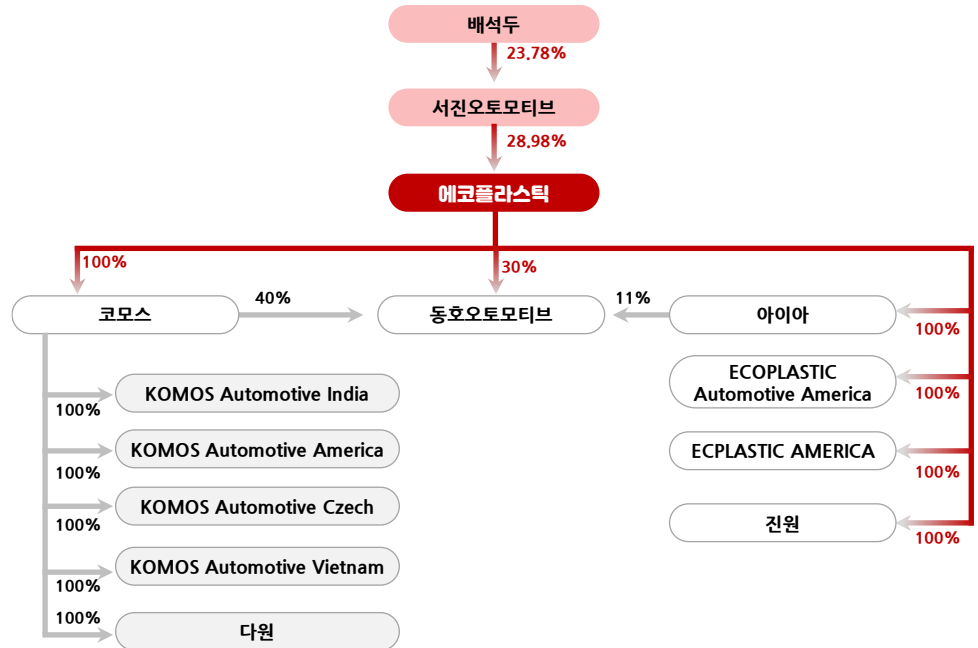 배석두
23.78%
서진오토모티브
28.98%
에코플라스틱
100%
30%
코모스
40%
동호오토모티브
11%
아이아
100%
ECOPLASTIC
Automotive America
100%
ECPLASTIC AMERICA
100%
진원
100%
KOMOS Automotive India
100%
KOMOS Automotive America
100%
KOMOS Automotive Czech
100%
KOMOS Automotive Vietnam
100%
100%
다원